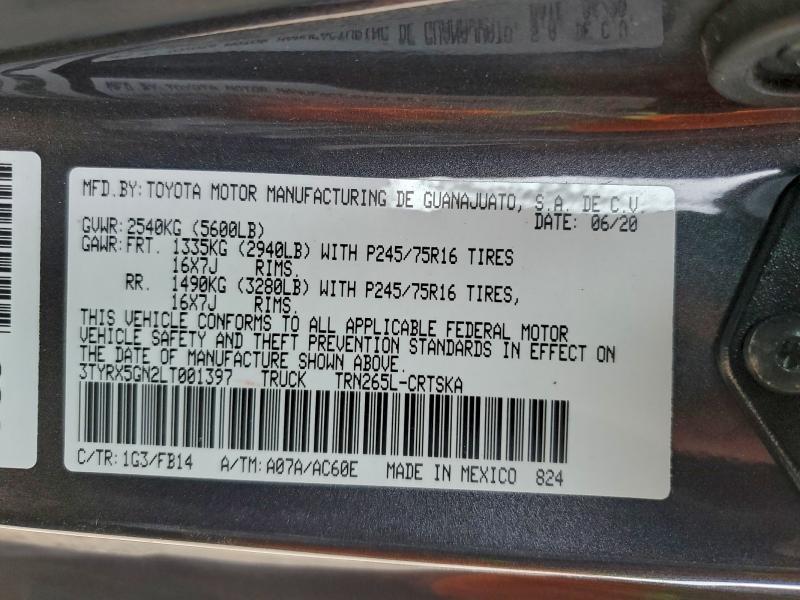 MFD.BY:TOYOTA MOTOR MANUFACTURING DE GUANAJUATO, S.A. DE C.V.
GVWR:2540KG (5600LB) DATE: 06/20
GAWR:FRT. 1335KG (2940LB) WITH P245/75R16 TIRES
16X7J RIMS.
RR. 1490KG (3280LB) WITH P245/75R16 TIRES,
16X7J RIMS.
THIS VEHICLE CONFORMS TO ALL APPLICABLE FEDERAL MOTOR
VEHICLE SAFETY AND THEFT PREVENTION STANDARDS IN EFFECT ON
THE DATE OF MANUFACTURE SHOWN ABOVE.
3TYRX5GN2LT001397 TRUCK TRN265L-CRTSKA
C/TR:1G3/FB14 A/TM:A07A/AC60E MADE IN MEXICO 824